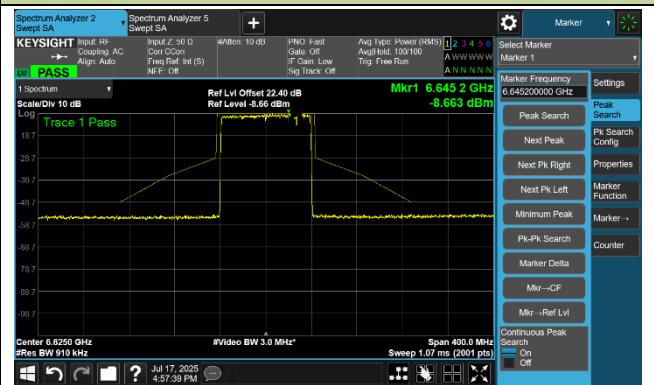 Spectrum Analyzer 2
Swept SA
Spectrum Analyzer 5
Swept SA
Marker
KEYSIGHT
Input: RF
Coupling: AC
Align: Auto
Input Z: 50 Ω
Corr CCorr
Freq Ref: Int (S)
NFE: Off
#Atten: 10 dB
PNO: Fast
Gate: Off
IF Gain: Low
Sig Track: Off
Avg Type: Power (RMS)
Avg|Hold: 100/100
Trig: Free Run
1 2 3 4 5 6
A W W W W W
A N N N N N
PASS
Select Marker
Marker 1
1 Spectrum
Scale/Div 10 dB
Ref Lvl Offset 22.40 dB
Ref Level -8.66 dBm
Mkr1 6.645 2 GHz
-8.663 dBm
Log
Trace 1 Pass
1
-18.7
-28.7
-38.7
-48.7
-58.7
-68.7
-78.7
-88.7
-98.7
Center 6.6250 GHz
#Res BW 910 kHz
#Video BW 3.0 MHz*
Span 400.0 MHz
Sweep 1.07 ms (2001 pts)
Marker Frequency
6.645200000 GHz
Peak Search
Next Peak
Next Pk Right
Next Pk Left
Minimum Peak
Pk-Pk Search
Marker Delta
Mkr→CF
Mkr→Ref Lvl
Continuous Peak
Search
On
Off
Settings
Peak
Search
Pk Search
Config
Properties
Marker
Function
Marker→
Counter
Jul 17, 2025
4:57:39 PM